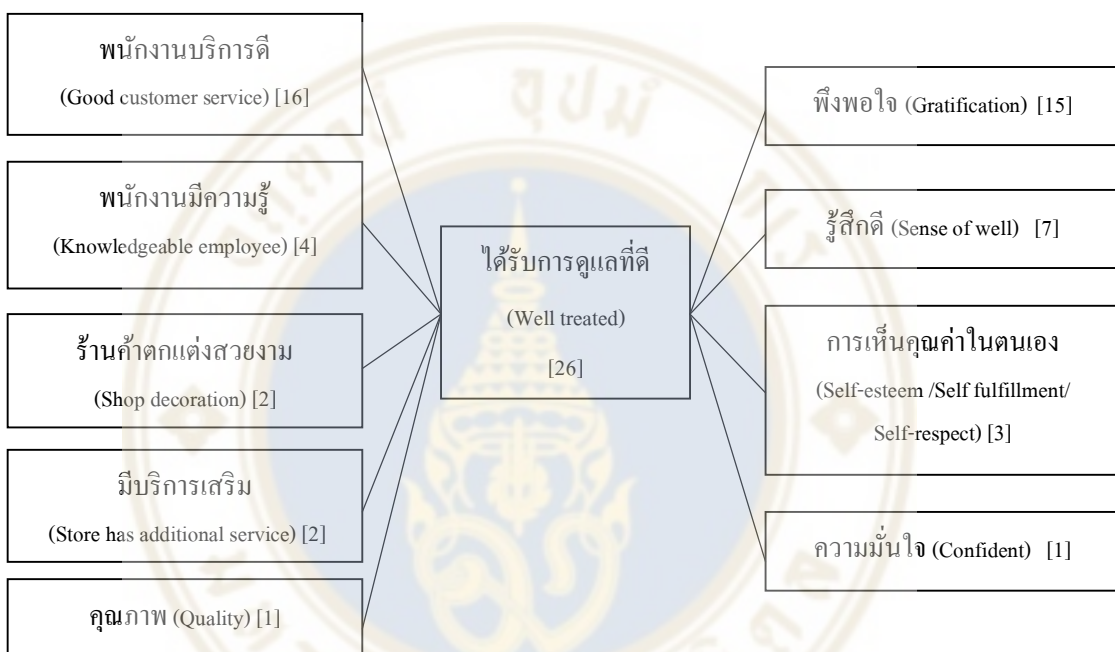 พนักงานบริการดี
(Good customer service) [16]
พนักงานมีความรู้
(Knowledgeable employee) [4]
ร้านค้าตกแต่งสวยงาม
(Shop decoration) [2]
มีบริการเสริม
(Store has additional service) [2]
คุณภาพ (Quality) [1]
ได้รับการดูแลที่ดี
(Well treated)
[26]
พึงพอใจ (Gratification) [15]
รู้สึกดี (Sense of well) [7]
การเห็นคุณค่าในตนเอง
(Self-esteem /Self fulfillment/
Self-respect) [3]
ความมั่นใจ (Confident) [1]